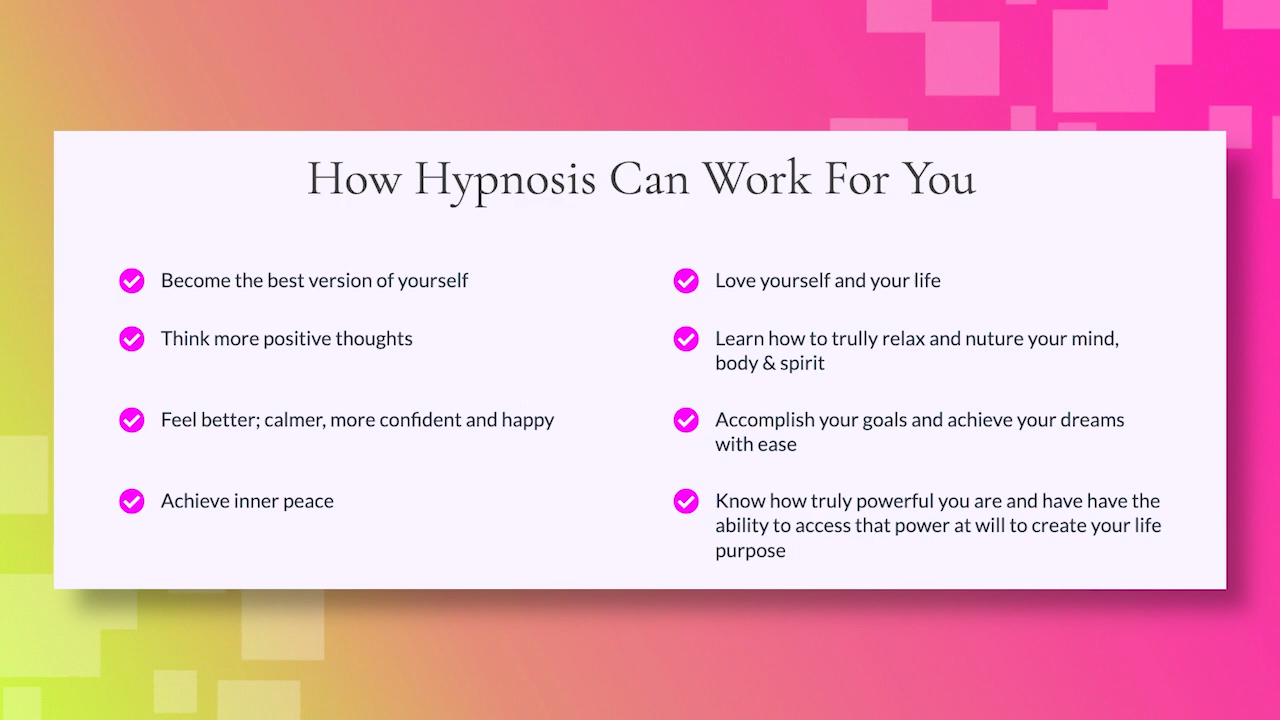 How Hypnosis Can Work For You
Become the best version of yourself
Think more positive thoughts
Feel better; calmer, more confident and happy
Achieve inner peace
Love yourself and your life
Learn how to trully relax and nuture your mind,
body & spirit
Accomplish your goals and achieve your dreams
with ease
Know how truly powerful you are and have have the
ability to access that power at will to create your life
purpose